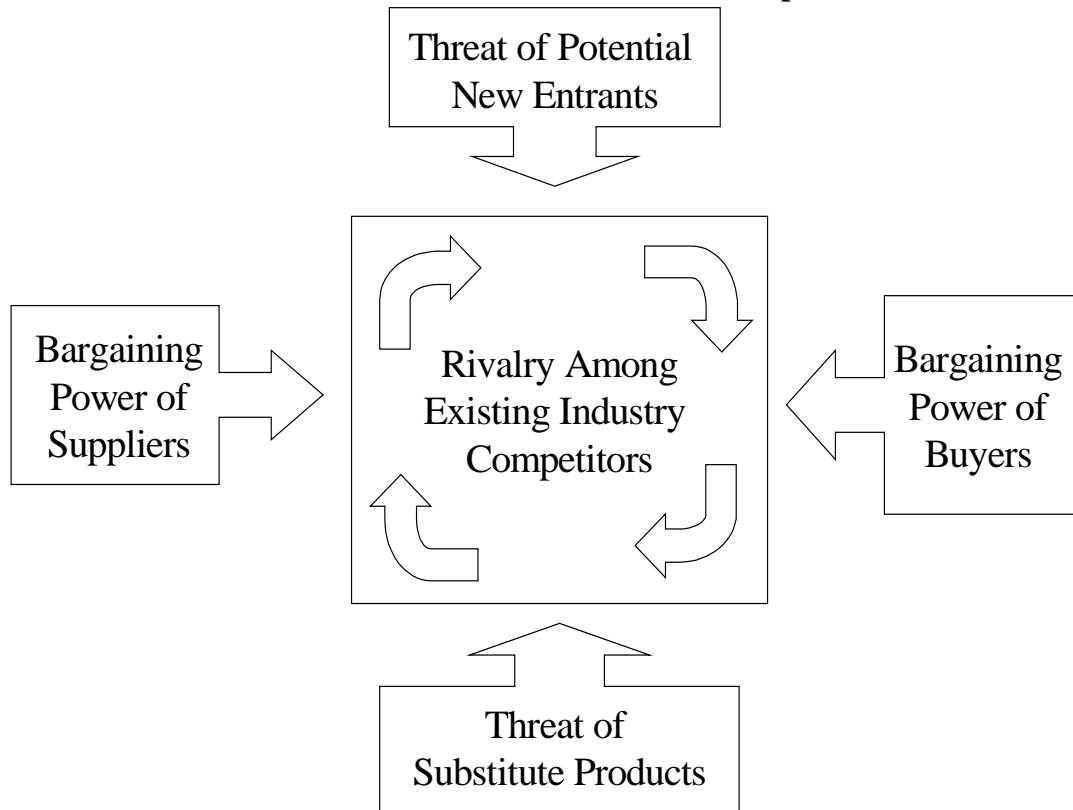 Threat of Potential
New Entrants
Bargaining
Power of
Suppliers
Rivalry Among
Existing Industry
Competitors
Bargaining
Power of
Buyers
Threat of
Substitute Products